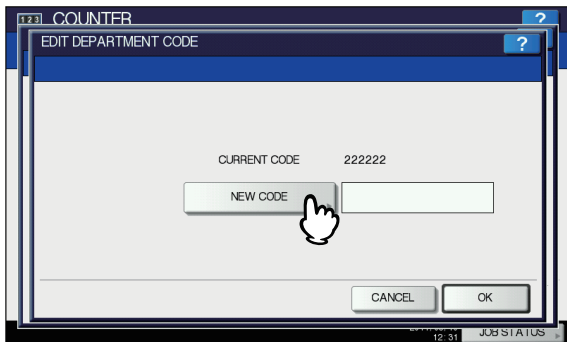 123 COUNTER ?
EDIT DEPARTMENT CODE ?
CURRENT CODE 222222
NEW CODE
CANCEL OK
12:31 JOB STATUS